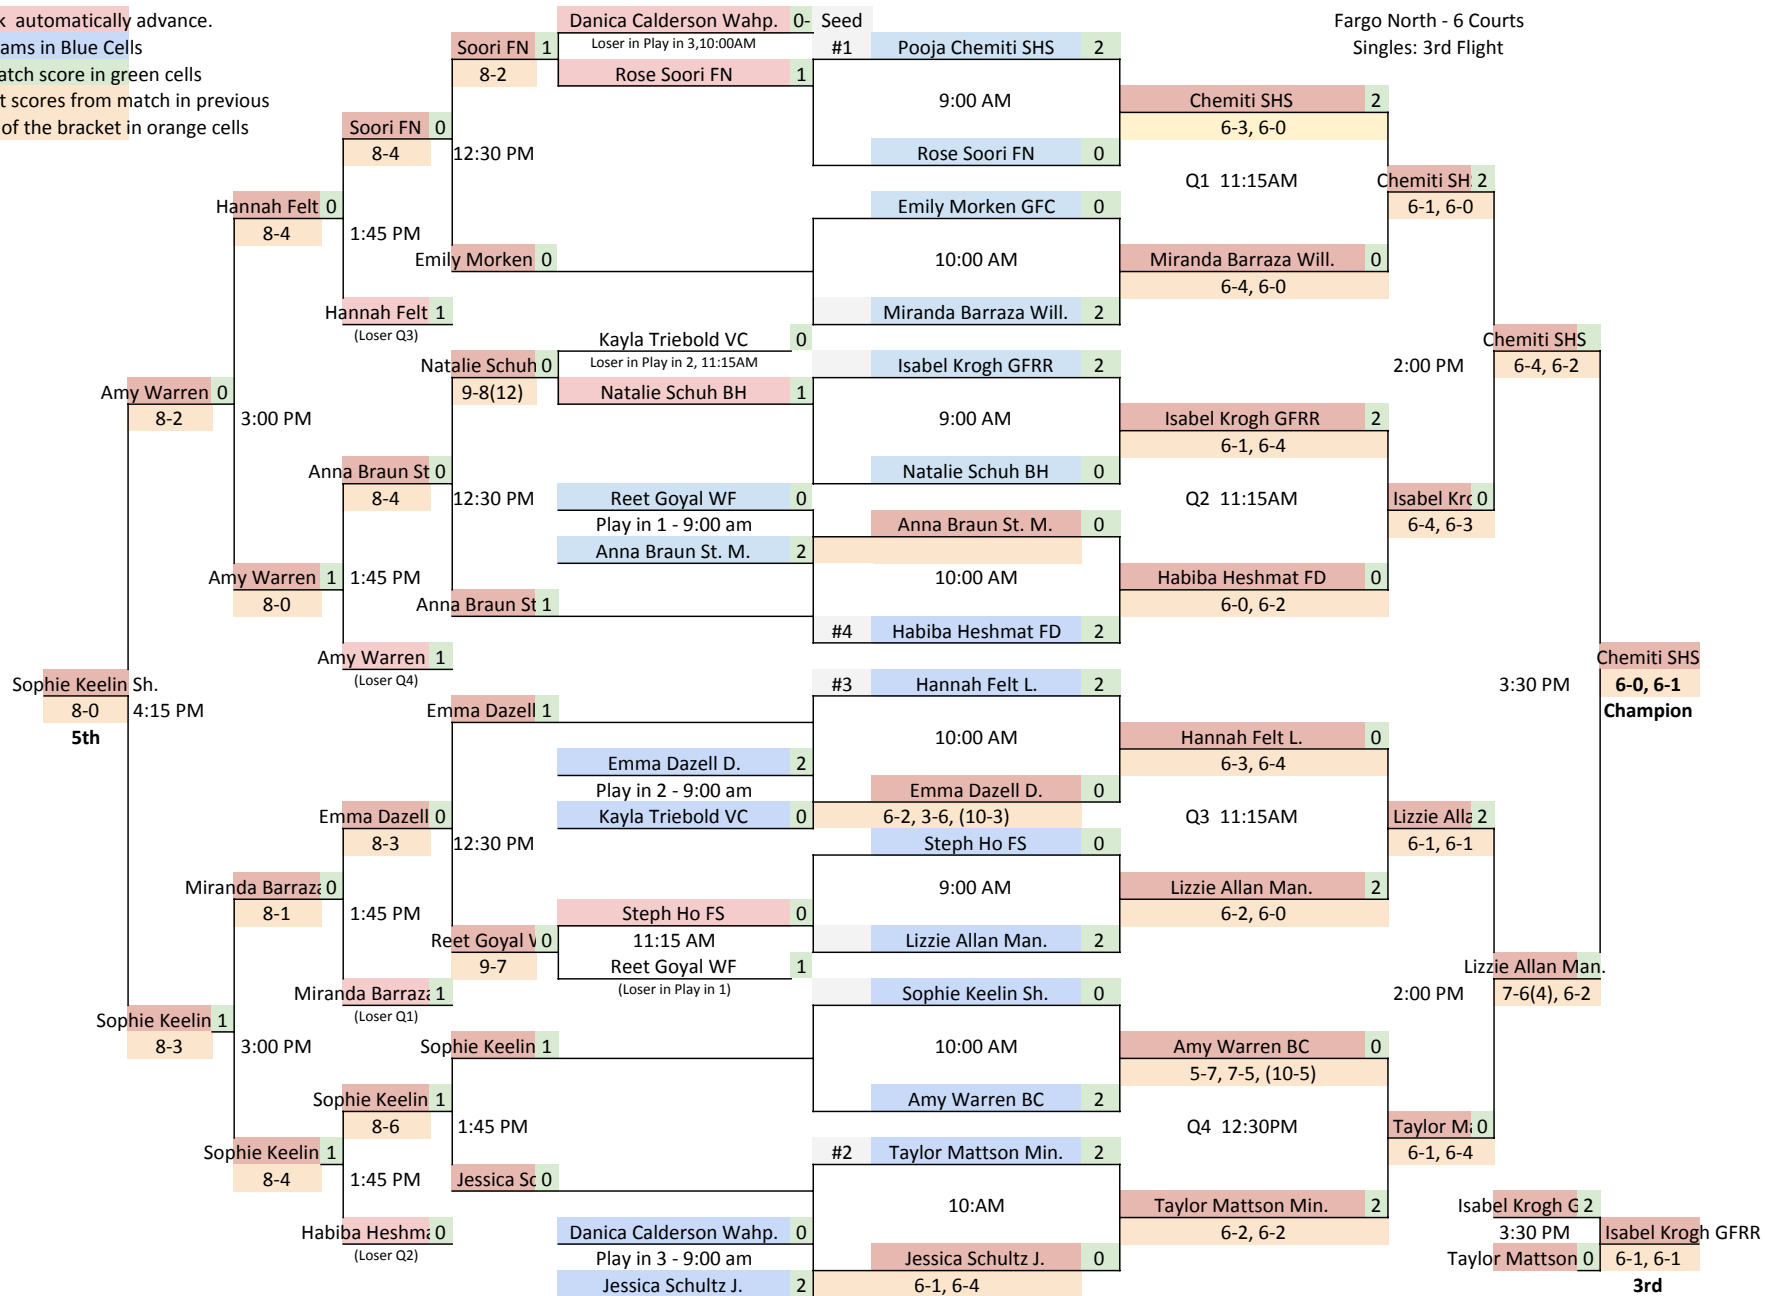 k automatically advance.
ams in Blue Cells
atch score in green cells
t scores from match in previous
of the bracket in orange cells
Fargo North - 6 Courts
Singles: 3rd Flight
Danica Calderson Wahp. 0-
Loser in Play in 3,10:00AM
Rose Soori FN 1
Soori FN 1
8-2
Soori FN 0
8-4
12:30 PM
Hannah Felt 0
8-4
1:45 PM
Emily Morken 0
Hannah Felt 1
(Loser Q3)
Kayla Triebold VC 0
Loser in Play in 2, 11:15AM
Natalie Schuh BH 1
Natalie Schuh 0
9-8(12)
Amy Warren 0
8-2
3:00 PM
Anna Braun St 0
8-4
12:30 PM
Reet Goyal WF 0
Play in 1 - 9:00 am
Anna Braun St. M. 2
Amy Warren 1
8-0
1:45 PM
Anna Braun St 1
Amy Warren 1
(Loser Q4)
Sophie Keelin Sh.
8-0
5th
4:15 PM
Emma Dazell 1
Emma Dazell D. 2
Play in 2 - 9:00 am
Kayla Triebold VC 0
Emma Dazell 0
8-3
12:30 PM
Miranda Barraza 0
8-1
1:45 PM
Steph Ho FS 0
11:15 AM
Reet Goyal WF 1
(Loser in Play in 1)
Reet Goyal W 0
9-7
Miranda Barraza 1
(Loser Q1)
Sophie Keelin 1
8-3
3:00 PM
Sophie Keelin 1
Sophie Keelin 1
8-6
1:45 PM
Sophie Keelin 1
8-4
1:45 PM
Jessica Sc 0
Habiba Heshma 0
(Loser Q2)
Danica Calderson Wahp. 0
Play in 3 - 9:00 am
Jessica Schultz J. 2
Seed
#1 Pooja Chemiti SHS 2
9:00 AM
Rose Soori FN 0
Emily Morken GFC 0
10:00 AM
Miranda Barraza Will. 2
Isabel Krogh GFRR 2
9:00 AM
Natalie Schuh BH 0
Anna Braun St. M. 0
10:00 AM
#4 Habiba Heshmat FD 2
#3 Hannah Felt L. 2
10:00 AM
Emma Dazell D. 0
6-2, 3-6, (10-3)
Steph Ho FS 0
9:00 AM
Lizzie Allan Man. 2
Sophie Keelin Sh. 0
10:00 AM
Amy Warren BC 2
#2 Taylor Mattson Min. 2
10:AM
Jessica Schultz J. 0
6-1, 6-4
Chemiti SHS 2
6-3, 6-0
Q1 11:15AM
Miranda Barraza Will. 0
6-4, 6-0
Isabel Krogh GFRR 2
6-1, 6-4
Q2 11:15AM
Habiba Heshmat FD 0
6-0, 6-2
Hannah Felt L. 0
6-3, 6-4
Q3 11:15AM
Lizzie Allan Man. 2
6-2, 6-0
Amy Warren BC 0
5-7, 7-5, (10-5)
Q4 12:30PM
Taylor Mattson Min. 2
6-2, 6-2
Chemiti SH 2
6-1, 6-0
2:00 PM
Isabel Kro 0
6-4, 6-3
Lizzie Alla 2
6-1, 6-1
2:00 PM
Taylor Ma 0
6-1, 6-4
Chemiti SHS
6-4, 6-2
3:30 PM
Lizzie Allan Man.
7-6(4), 6-2
Chemiti SHS
6-0, 6-1
Champion
Isabel Krogh G 2
3:30 PM
Taylor Mattson 0
Isabel Krogh GFRR
6-1, 6-1
3rd